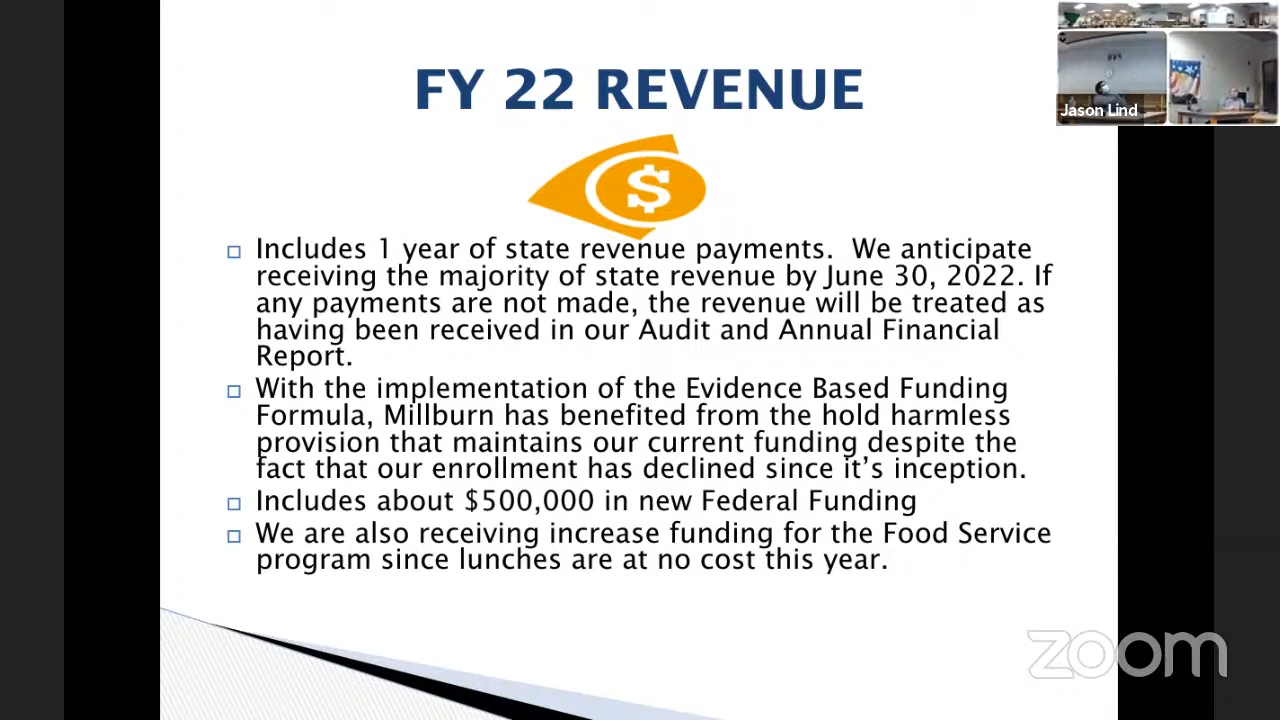 FY 22 REVENUE
Jason Lind
$
Includes 1 year of state revenue payments.  We anticipate
receiving the majority of state revenue by June 30, 2022. If
any payments are not made, the revenue will be treated as
having been received in our Audit and Annual Financial
Report.
With the implementation of the Evidence Based Funding
Formula, Millburn has benefited from the hold harmless
provision that maintains our current funding despite the
fact that our enrollment has declined since it’s inception.
Includes about $500,000 in new Federal Funding
We are also receiving increase funding for the Food Service
program since lunches are at no cost this year.
zoom